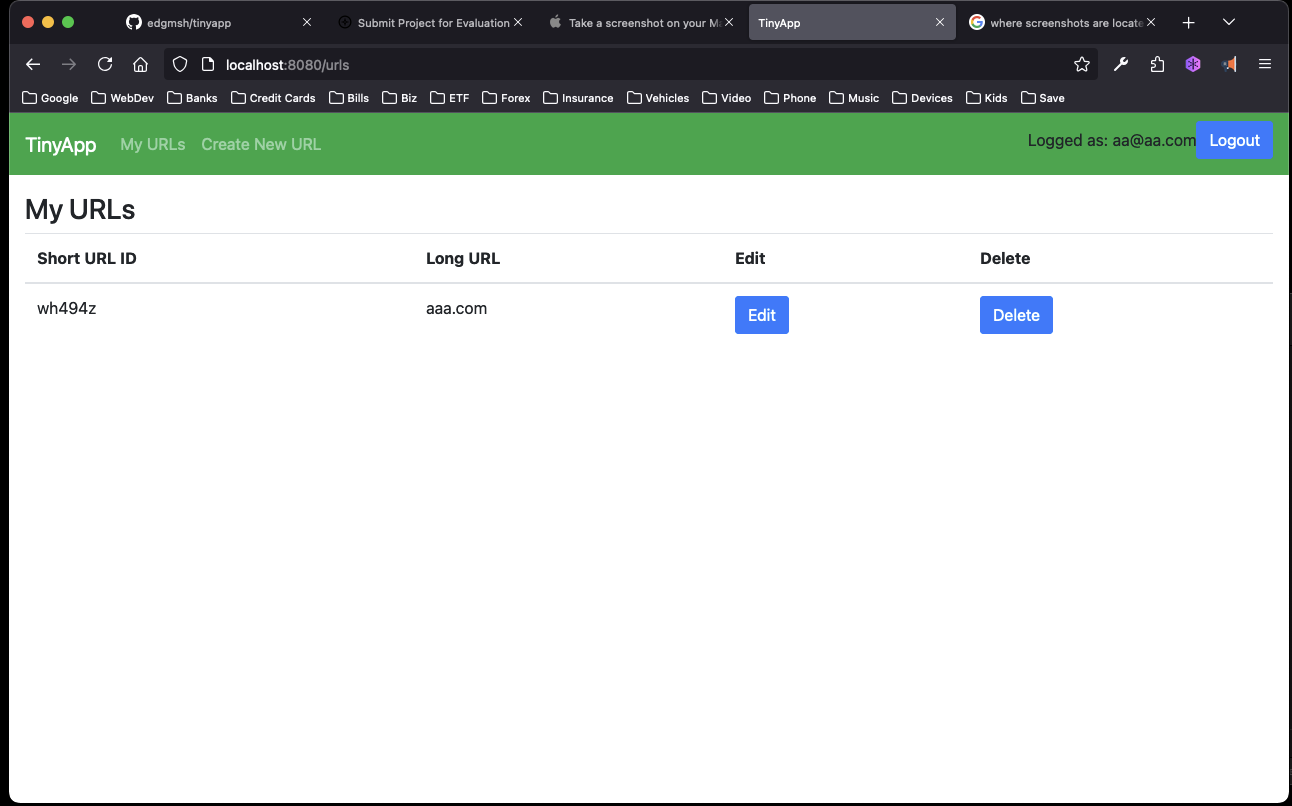 edgmsh/tinyapp Submit Project for Evaluation Take a screenshot on your Ma TinyApp where screenshots are locate
localhost:8080/urls
Google WebDev Banks Credit Cards Bills Biz ETF Forex Insurance Vehicles Video Phone Music Devices Kids Save
TinyApp My URLs Create New URL Logged as: aa@aa.com Logout
My URLs
Short URL ID Long URL Edit Delete
wh494z aaa.com Edit Delete